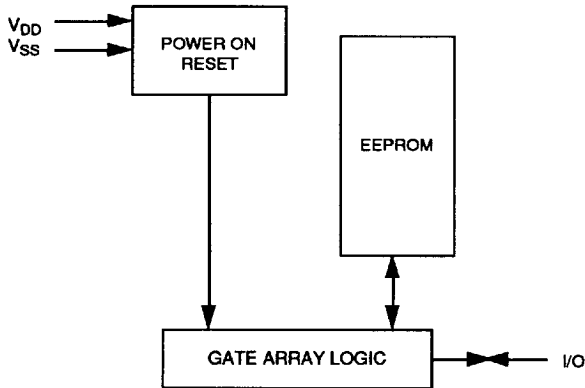 VDD
VSS
POWER ON
RESET
EEPROM
GATE ARRAY LOGIC
I/O